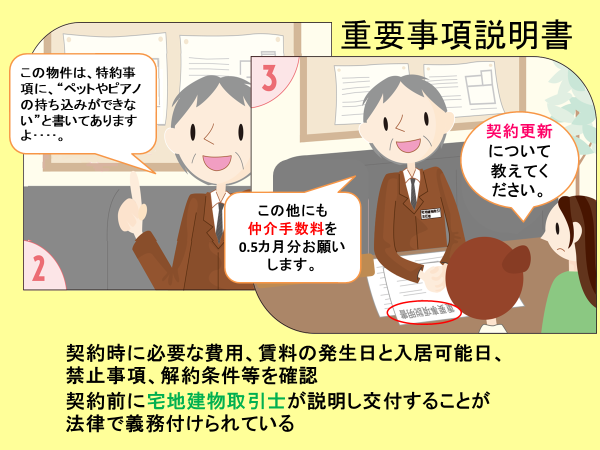 重要事項説明書
この物件は、特約事
項に、“ペットやピアノ
の持ち込みができな
い”と書いてあります
よ‥‥。
2
3
契約更新
について
教えてく
ださい。
この他にも
仲介手数料を
0.5カ月分お願い
します。
重要事項説明書
契約時に必要な費用、賃料の発生日と入居可能日、
禁止事項、解約条件等を確認
契約前に宅地建物取引士が説明し交付することが
法律で義務付けられている